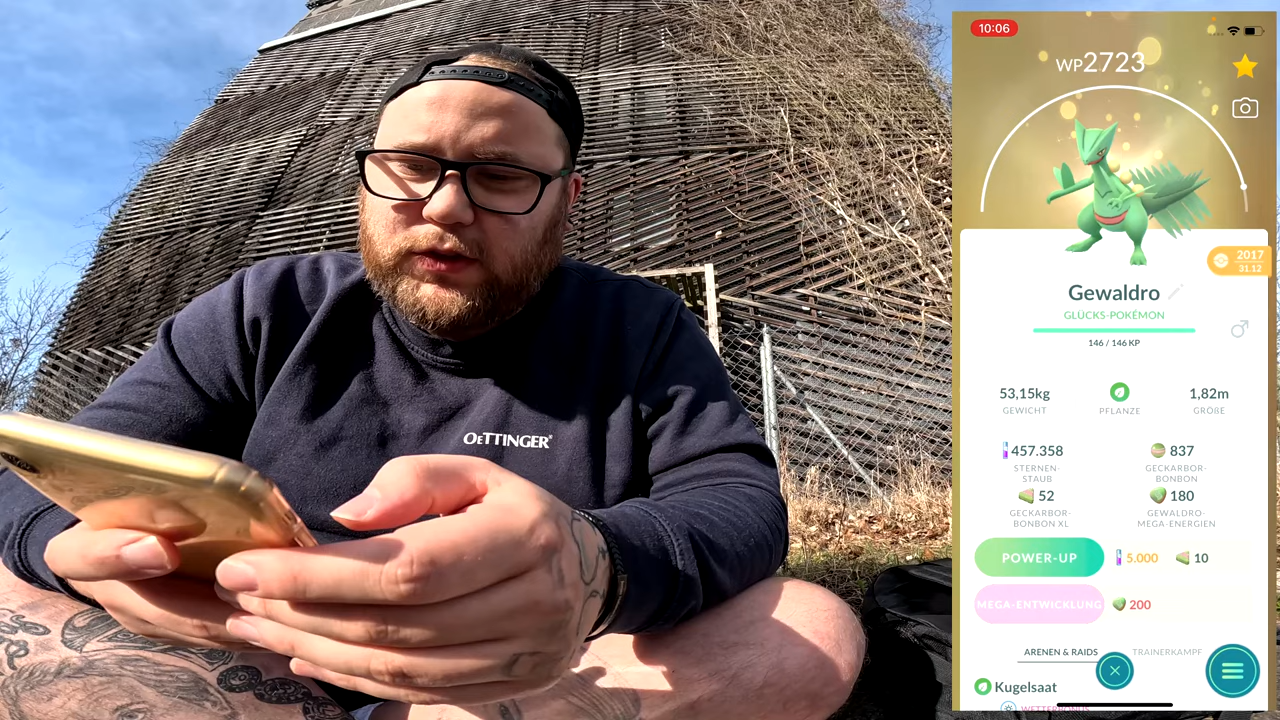 OETTINGER
10:06
WP2723
2017
31.12
Gewaldro
GLÜCKS-POKÉMON
146 / 146 KP
53,15kg
GEWICHT
PFLANZE
1,82m
GRÖẞE
457.358
STERNEN-
STAUB
837
GECKARBOR-
BONBON
52
GECKARBOR-
BONBON XL
180
GEWALDRO-
MEGA-ENERGIEN
POWER-UP
5.000
10
MEGA-ENTWICKLUNG
200
ARENEN & RAIDS
TRAINERKAMPF
Kugelsaat
WETTERBONUS